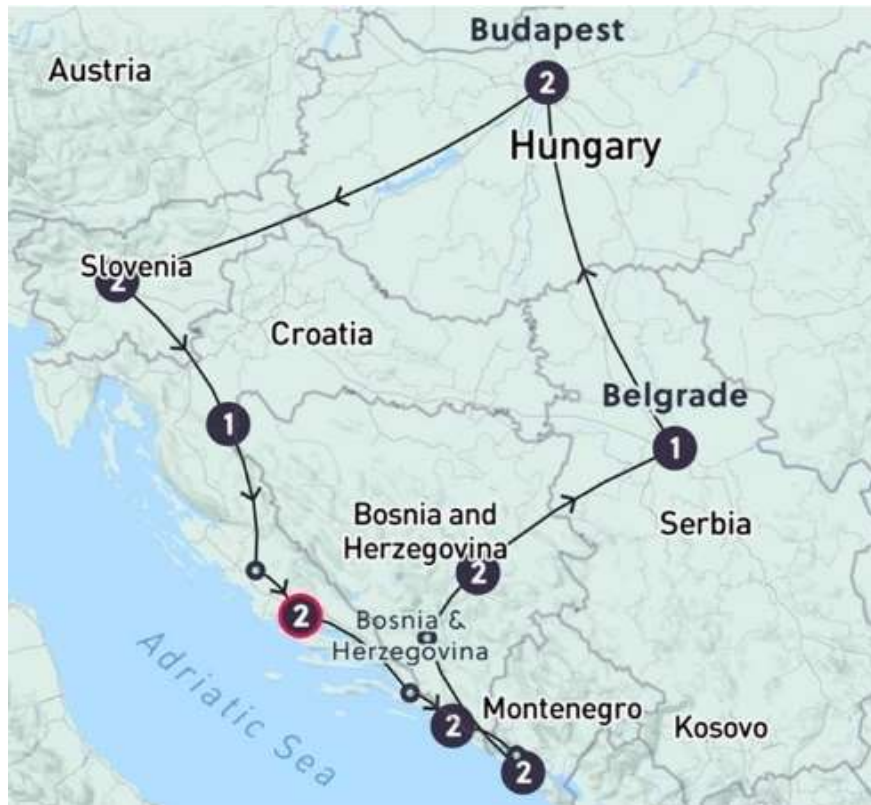 Budapest
Austria
2
Hungary
Slovenia
2
Croatia
Belgrade
1
1
Bosnia and
Herzegovina
Serbia
2
2
Bosnia &
Herzegovina
Adriatic Sea
Montenegro
Kosovo
2
2